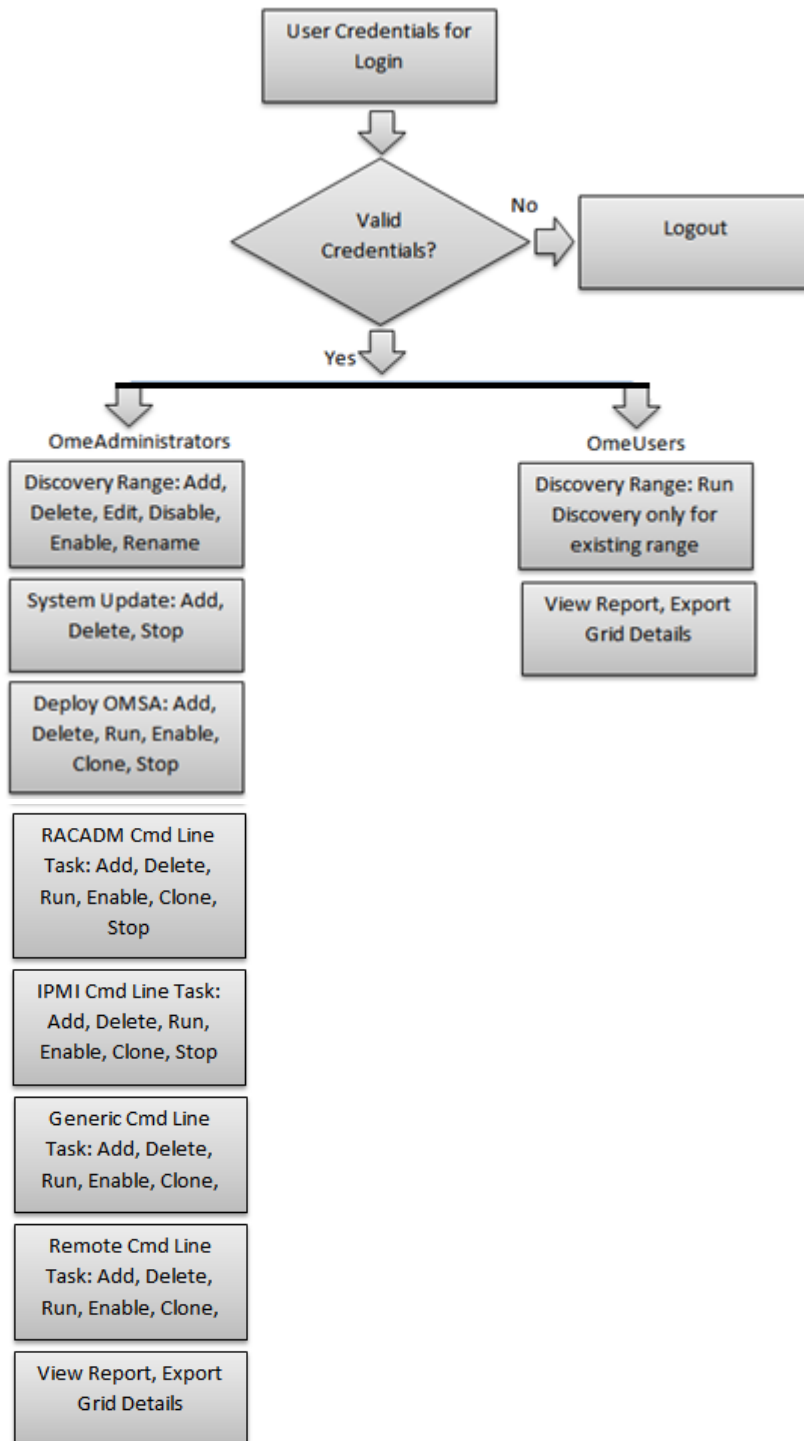 User Credentials for
Login
Valid
Credentials?
No
Logout
Yes
OmeAdministrators
Discovery Range: Add,
Delete, Edit, Disable,
Enable, Rename
System Update: Add,
Delete, Stop
Deploy OMSA: Add,
Delete, Run, Enable,
Clone, Stop
RACADM Cmd Line
Task: Add, Delete,
Run, Enable, Clone,
Stop
IPMI Cmd Line Task:
Add, Delete, Run,
Enable, Clone, Stop
Generic Cmd Line
Task: Add, Delete,
Run, Enable, Clone,
Remote Cmd Line
Task: Add, Delete,
Run, Enable, Clone,
View Report, Export
Grid Details
OmeUsers
Discovery Range: Run
Discovery only for
existing range
View Report, Export
Grid Details